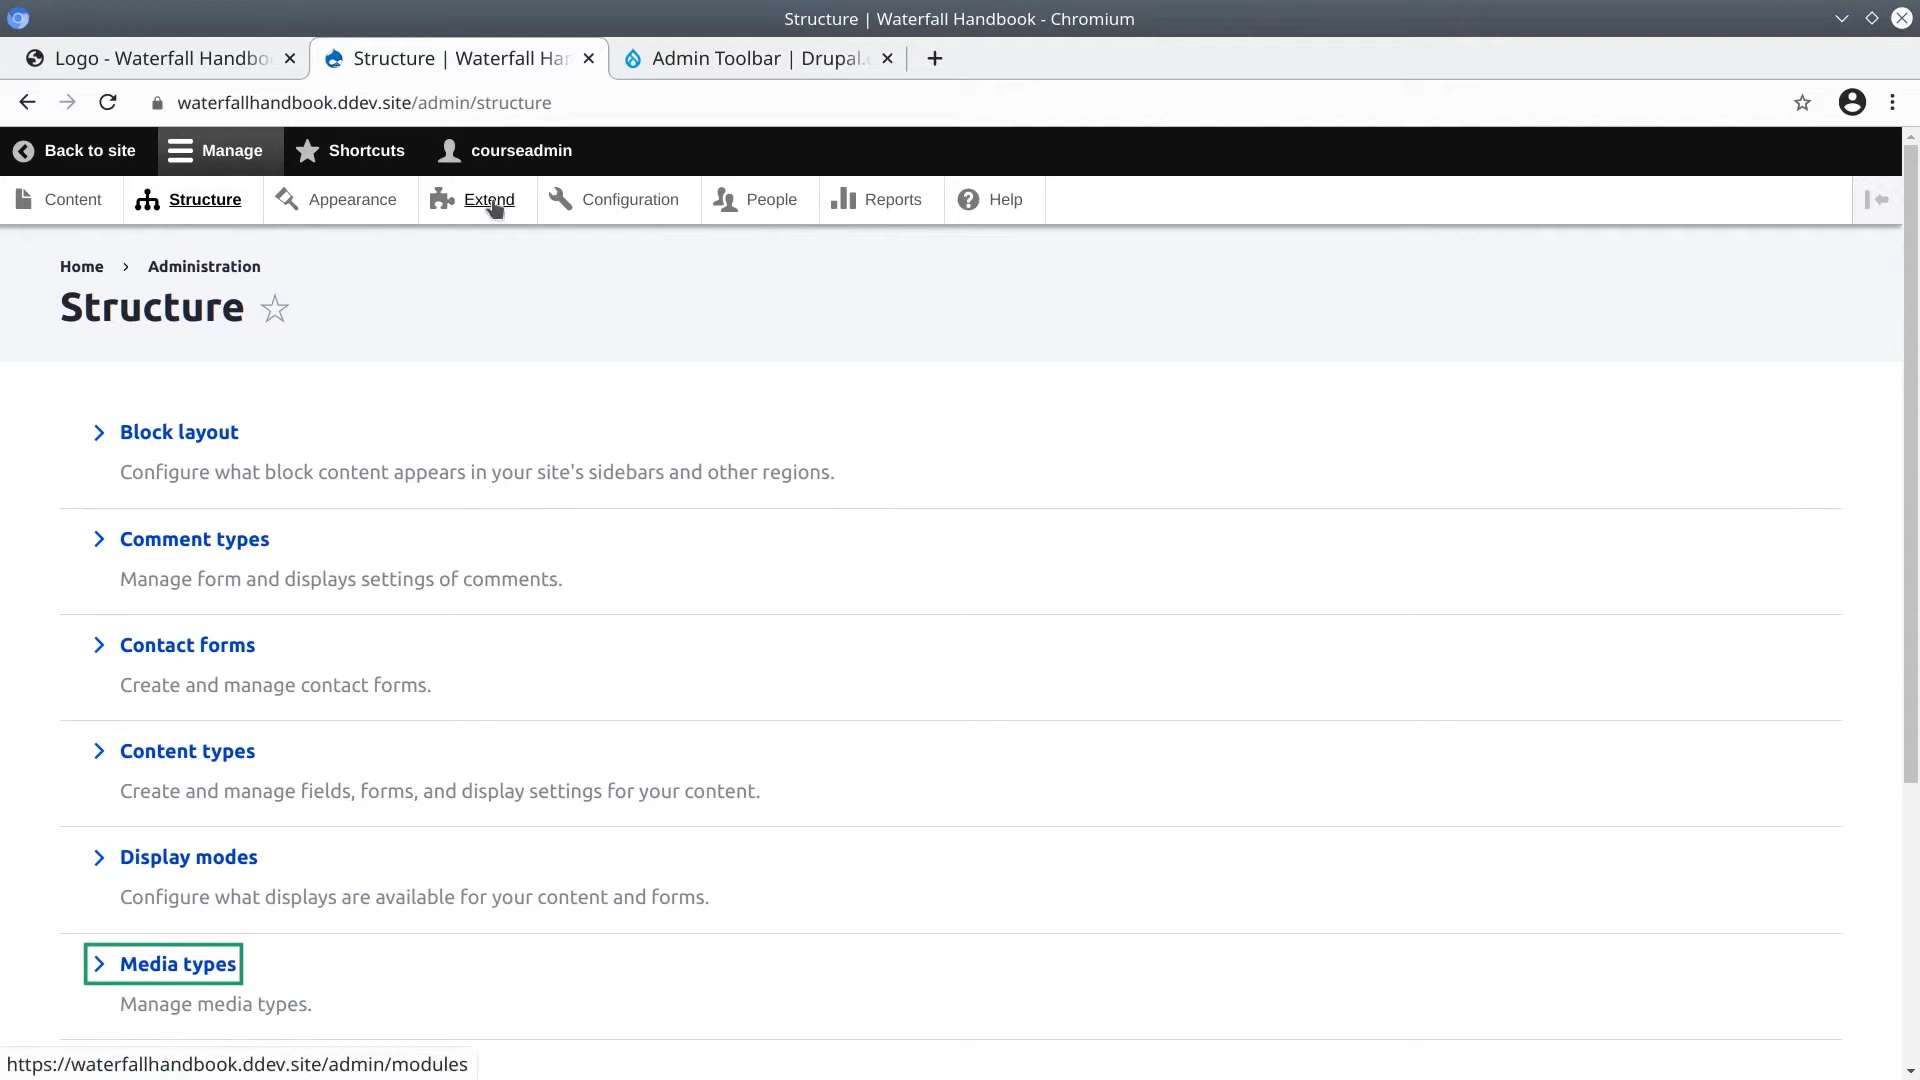 Structure | Waterfall Handbook - Chromium
Logo - Waterfall Handbo
Structure | Waterfall Har
Admin Toolbar | Drupal.
waterfallhandbook.ddev.site/admin/structure
Back to site
Manage
Shortcuts
courseadmin
Content
Structure
Appearance
Extend
Configuration
People
Reports
Help
Home › Administration
Structure
Block layout
Configure what block content appears in your site's sidebars and other regions.
Comment types
Manage form and displays settings of comments.
Contact forms
Create and manage contact forms.
Content types
Create and manage fields, forms, and display settings for your content.
Display modes
Configure what displays are available for your content and forms.
Media types
Manage media types.
https://waterfallhandbook.ddev.site/admin/modules